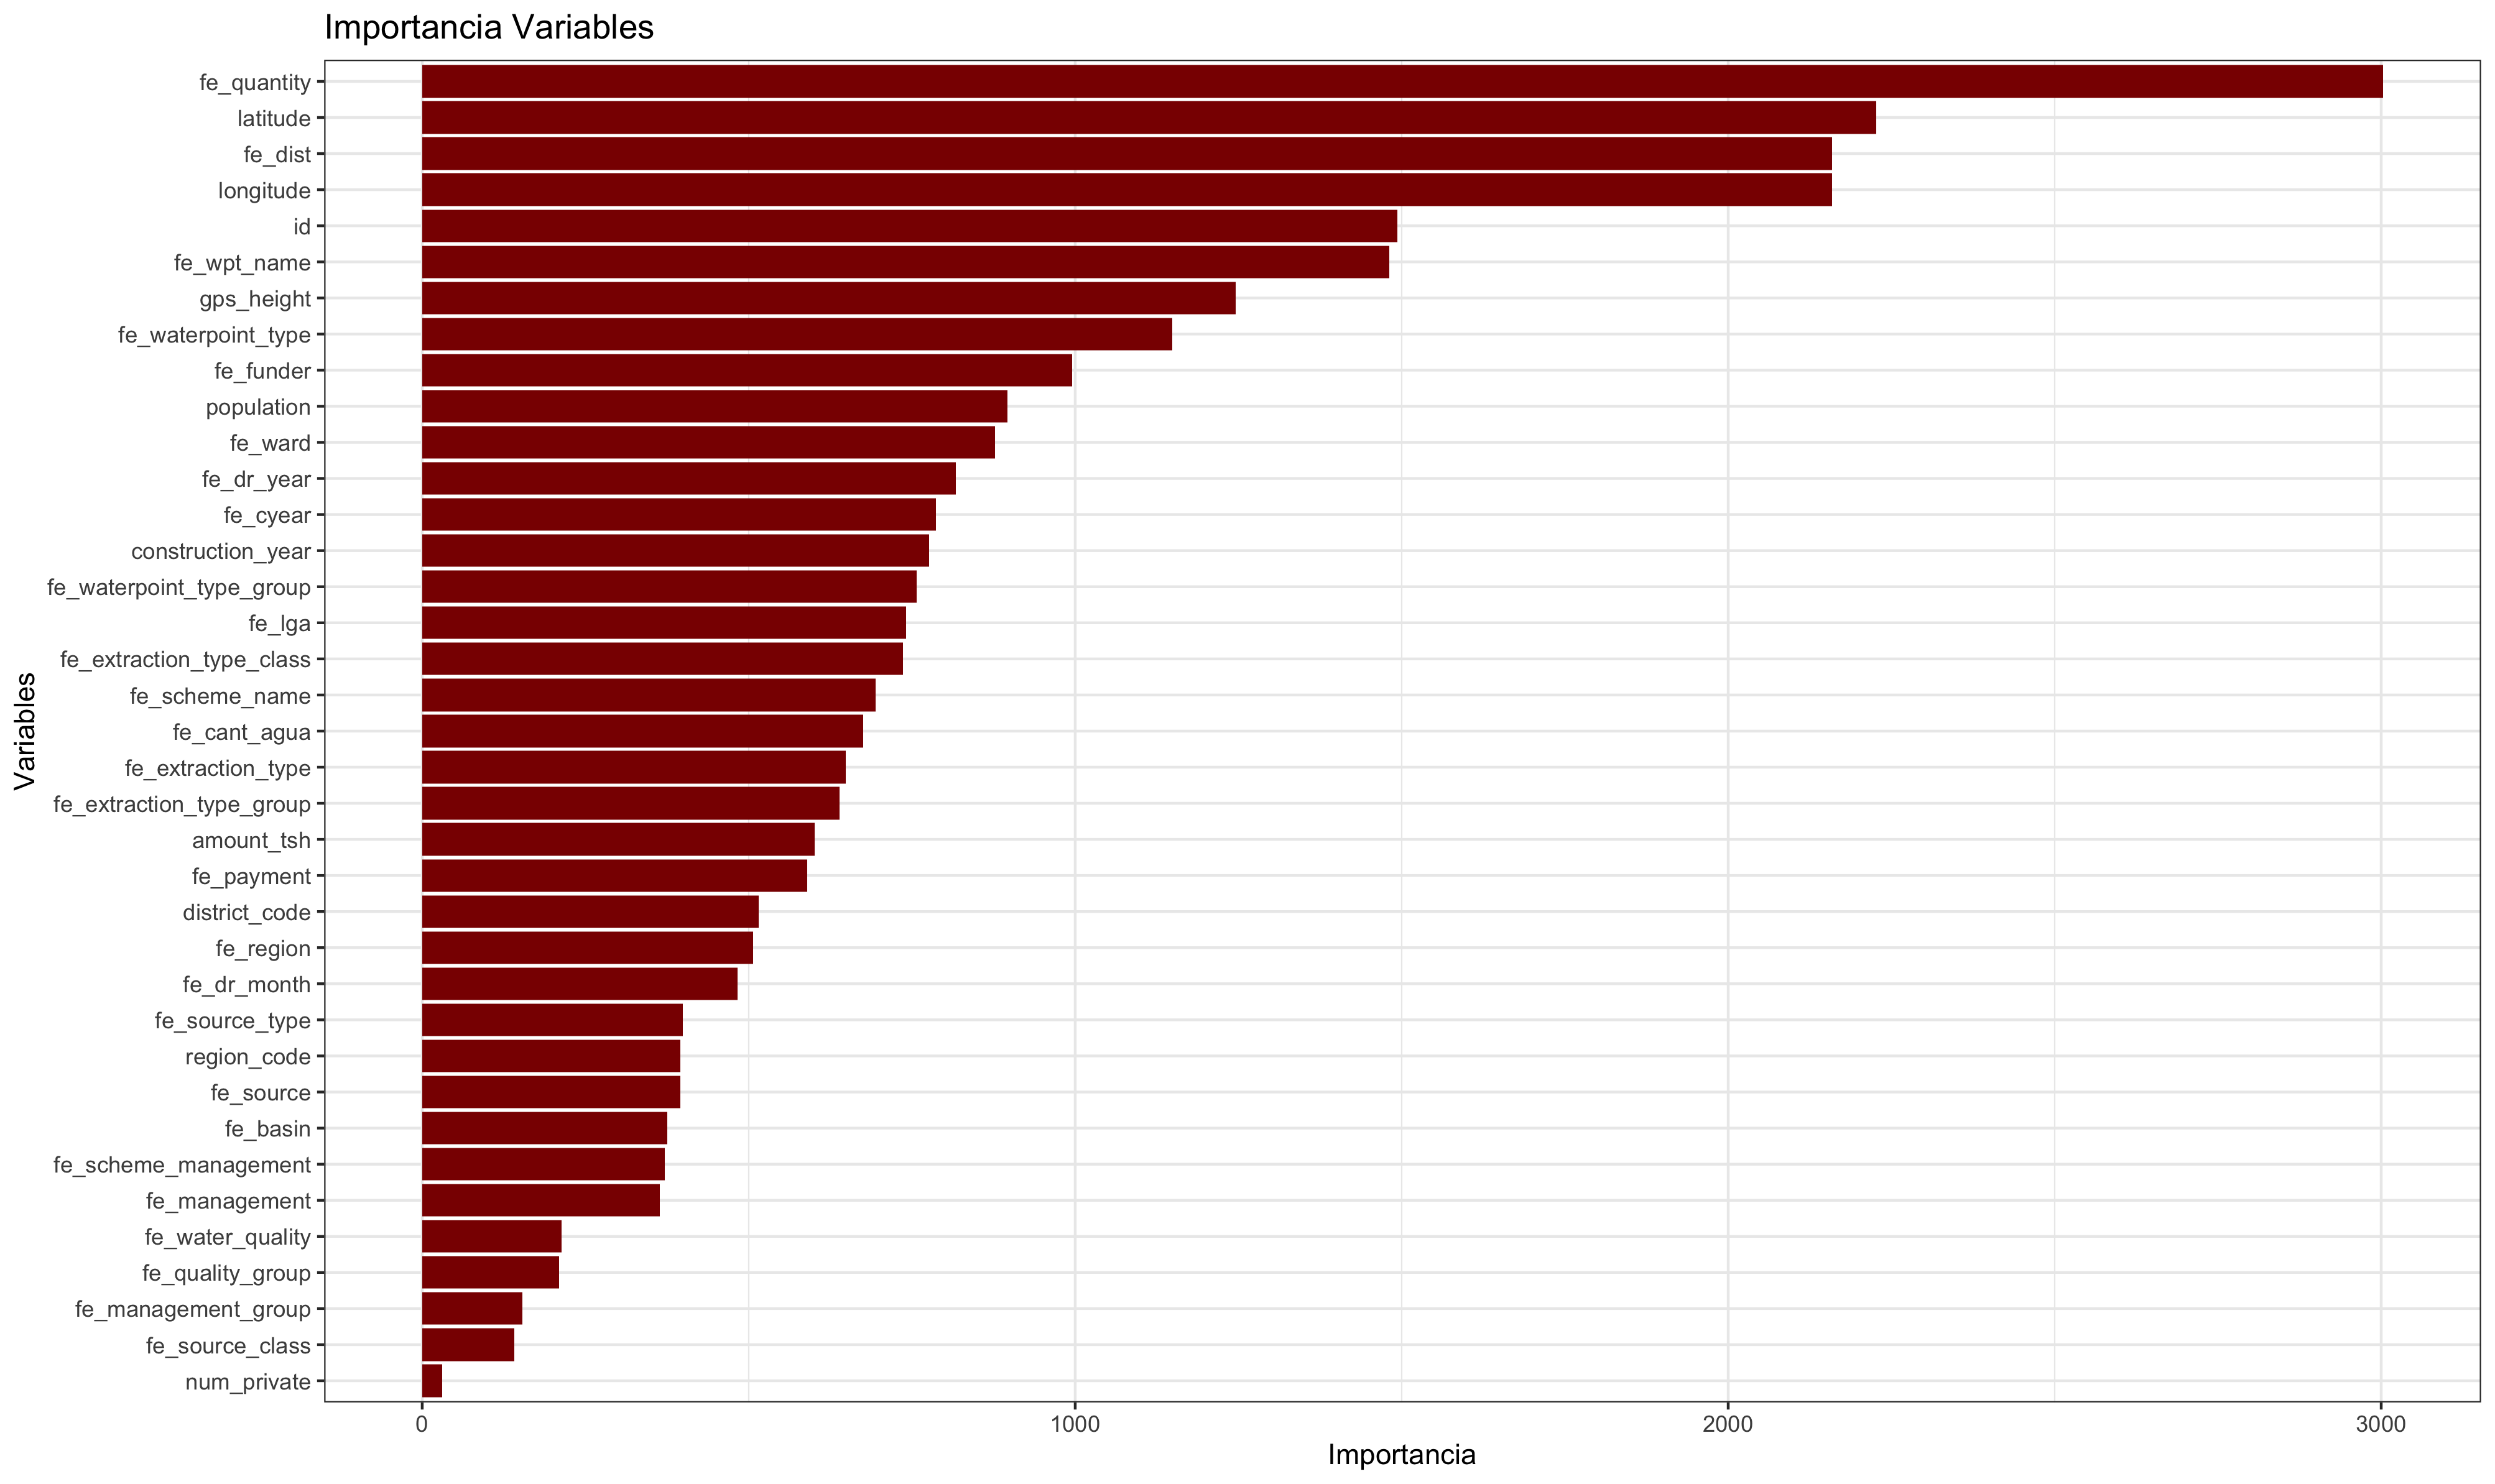 Importancia Variables
fe_quantity
latitude
fe_dist
longitude
id
fe_wpt_name
gps_height
fe_waterpoint_type
fe_funder
population
fe_ward
fe_dr_year
fe_cyear
construction_year
fe_waterpoint_type_group
fe_lga
fe_extraction_type_class
fe_scheme_name
fe_cant_agua
fe_extraction_type
fe_extraction_type_group
amount_tsh
fe_payment
district_code
fe_region
fe_dr_month
fe_source_type
region_code
fe_source
fe_basin
fe_scheme_management
fe_management
fe_water_quality
fe_quality_group
fe_management_group
fe_source_class
num_private
Variables
0 1000 2000 3000
Importancia